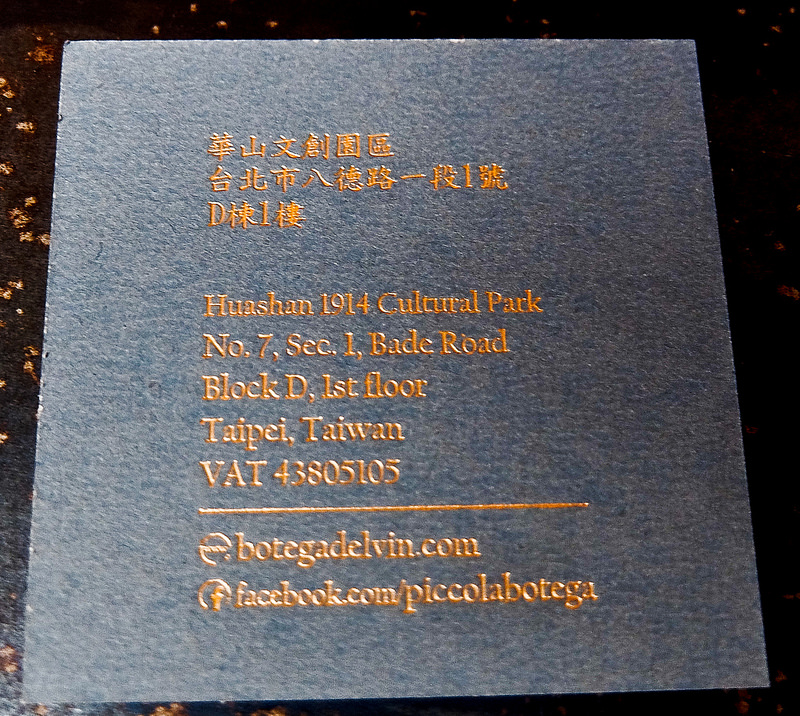 華山文創園區
台北市八德路一段1號
D棟1樓
Huashan 1914 Cultural Park
No. 7, Sec. 1, Bade Road
Block D, 1st floor
Taipei, Taiwan
VAT 43805105
botegadelvin.com
facebook.com/piccolabotega